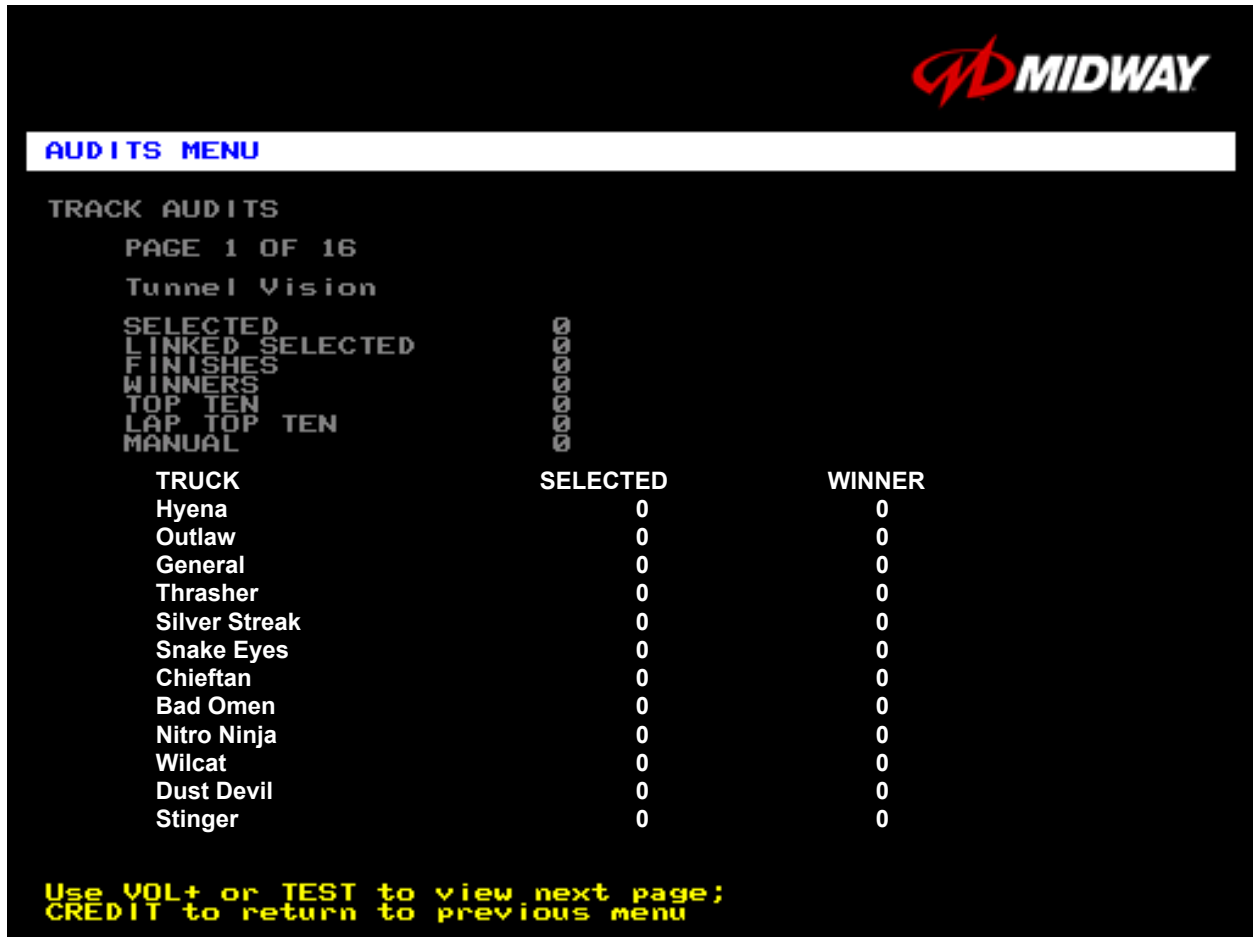 MIDWAY
AUDITS MENU
TRACK AUDITS
PAGE 1 OF 16
Tunnel Vision
SELECTED 0
LINKED SELECTED 0
FINISHES 0
WINNERS 0
TOP TEN 0
LAP TOP TEN 0
MANUAL 0
TRUCK SELECTED WINNER
Hyena 0 0
Outlaw 0 0
General 0 0
Thrasher 0 0
Silver Streak 0 0
Snake Eyes 0 0
Chieftan 0 0
Bad Omen 0 0
Nitro Ninja 0 0
Wilcat 0 0
Dust Devil 0 0
Stinger 0 0
Use VOL+ or TEST to view next page;
CREDIT to return to previous menu